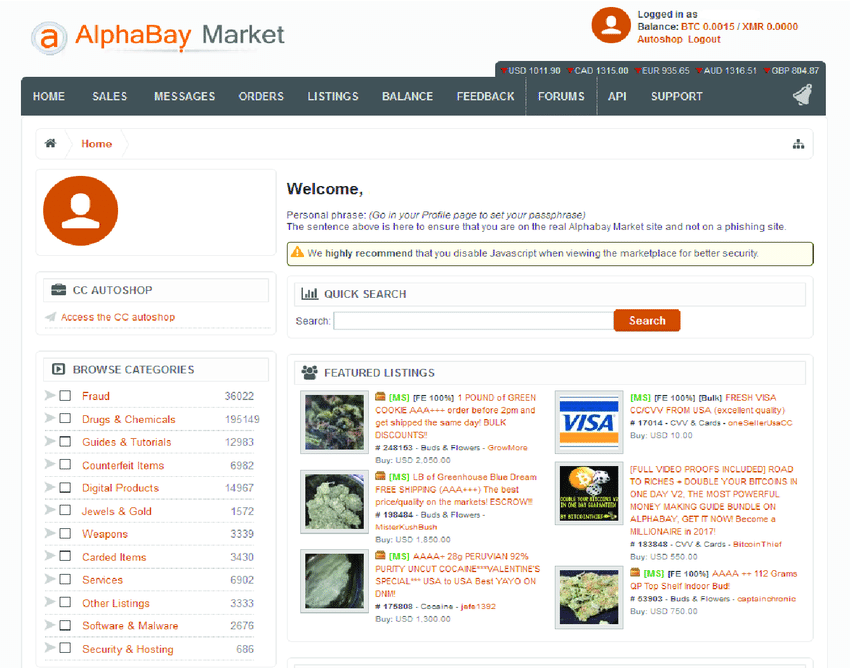 AlphaBay Market
Logged in as
Balance: BTC 0.0015 / XMR 0.0000
Autoshop Logout
USD 1011.90 CAD 1315.00 EUR 935.65 AUD 1316.51 GBP 804.87
HOME SALES MESSAGES ORDERS LISTINGS BALANCE FEEDBACK FORUMS API SUPPORT
Home
Welcome,
Personal phrase: (Go in your Profile page to set your passphrase)
The sentence above is here to ensure that you are on the real Alphabay Market site and not on a phishing site.
We highly recommend that you disable Javascript when viewing the marketplace for better security.
CC AUTOSHOP
Access the CC autoshop
QUICK SEARCH
Search:
Search
BROWSE CATEGORIES
Fraud 36022
Drugs & Chemicals 195149
Guides & Tutorials 12983
Counterfeit Items 6982
Digital Products 14967
Jewels & Gold 1572
Weapons 3339
Carded Items 3430
Services 6902
Other Listings 3333
Software & Malware 2676
Security & Hosting 686
FEATURED LISTINGS
[MS] [FE 100%] 1 POUND of GREEN
COOKIE AAA+++ order before 2pm and
get shipped the same day! BULK
DISCOUNTS!!
# 248153 - Buds & Flowers - GrowMore
Buy: USD 2,050.00
[MS] LB of Greenhouse Blue Dream
FREE SHIPPING (AAA++) The best
price/quality on the markets! ESCROW!!!
# 198484 - Buds & Flowers -
MisterKushBush
Buy: USD 1,850.00
[MS] AAAA+ 28g PERUVIAN 92%
PURITY UNCUT COCAINE***VALENTINE'S
SPECIAL*** USA to USA Best YAYO ON
DNM!
# 175808 - Cocaine - jefe1392
Buy: USD 1,300.00
VISA
[MS] [FE 100%] [Bulk] FRESH VISA
CC/CVV FROM USA (excellent quality)
# 17014 - CVV & Cards - oneSellerUsaCC
Buy: USD 10.00
DOUBLE YOUR BITCOINS V2
IN ONE DAY GUARANTEED
BY BITCOINTHIEF
[FULL VIDEO PROOFS INCLUDED] ROAD
TO RICHES + DOUBLE YOUR BITCOINS IN
ONE DAY V2, THE MOST POWERFUL
MONEY MAKING GUIDE BUNDLE ON
ALPHABAY, GET IT NOW! Become a
MILLIONAIRE in 2017!
# 183848 - CVV & Cards - BitcoinThief
Buy: USD 550.00
[MS] [FE 100%] AAAA ++ 112 Grams
QP Top Shelf Indoor Bud!
# 53903 - Buds & Flowers - captainchronic
Buy: USD 750.00